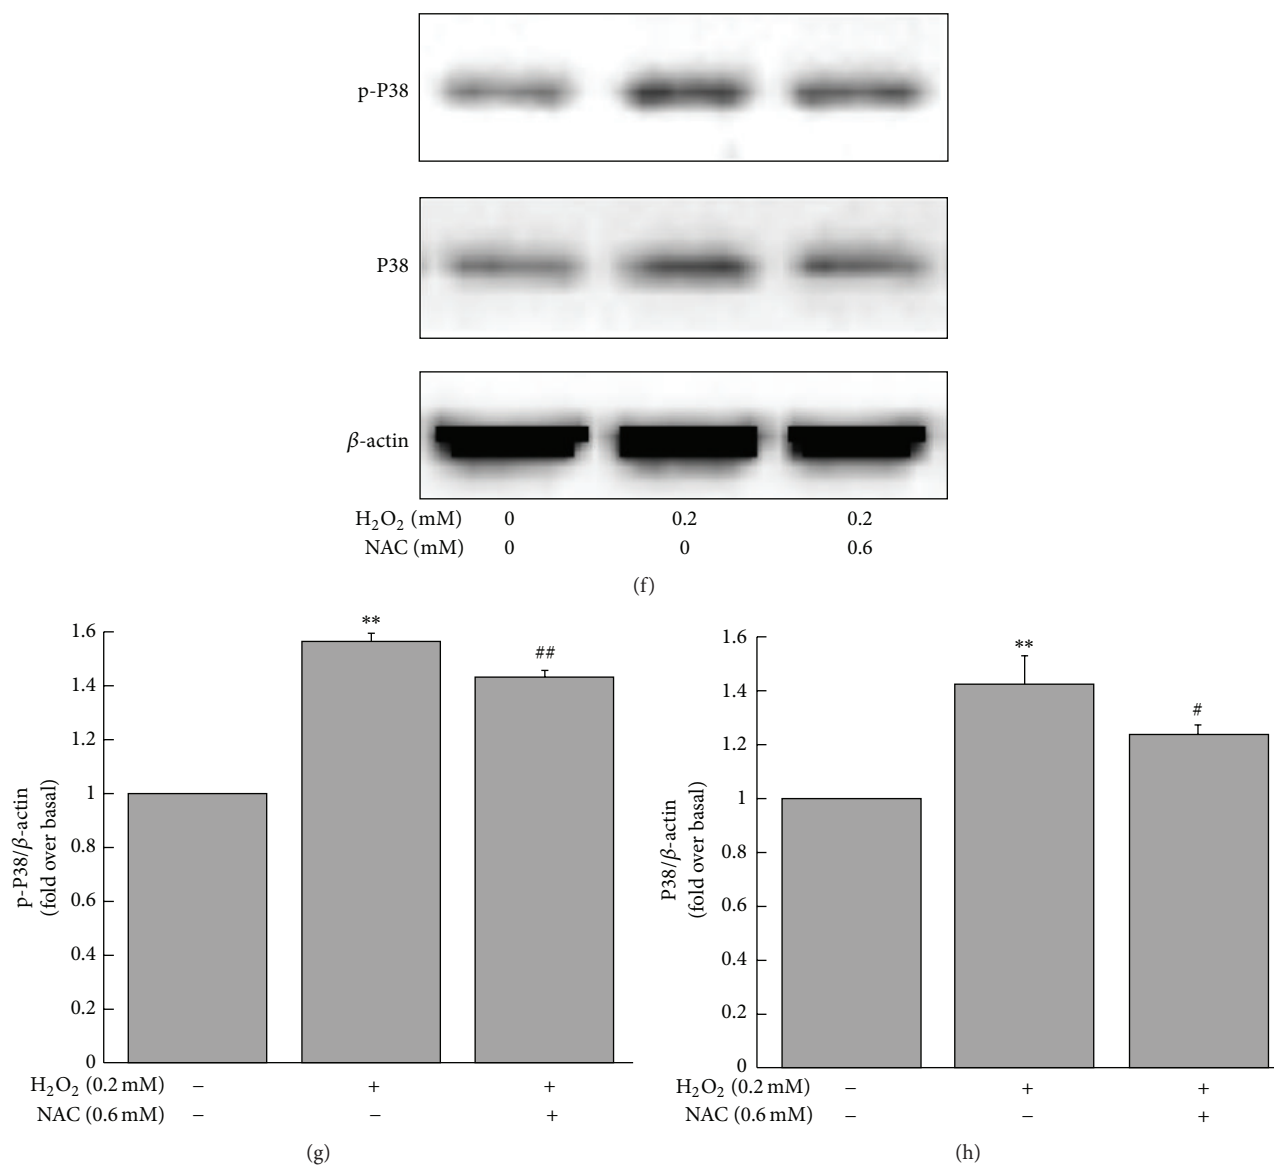 p-P38
P38
β-actin
H₂O₂ (mM) 0 0.2 0.2
NAC (mM) 0 0 0.6
(f)
p-P38/β-actin
(fold over basal)
1.6
1.4
1.2
1
0.8
0.6
0.4
0.2
0
**
##
H₂O₂ (0.2 mM) − + +
NAC (0.6 mM) − − +
(g)
P38/β-actin
(fold over basal)
1.6
1.4
1.2
1
0.8
0.6
0.4
0.2
0
**
#
H₂O₂ (0.2 mM) − + +
NAC (0.6 mM) − − +
(h)